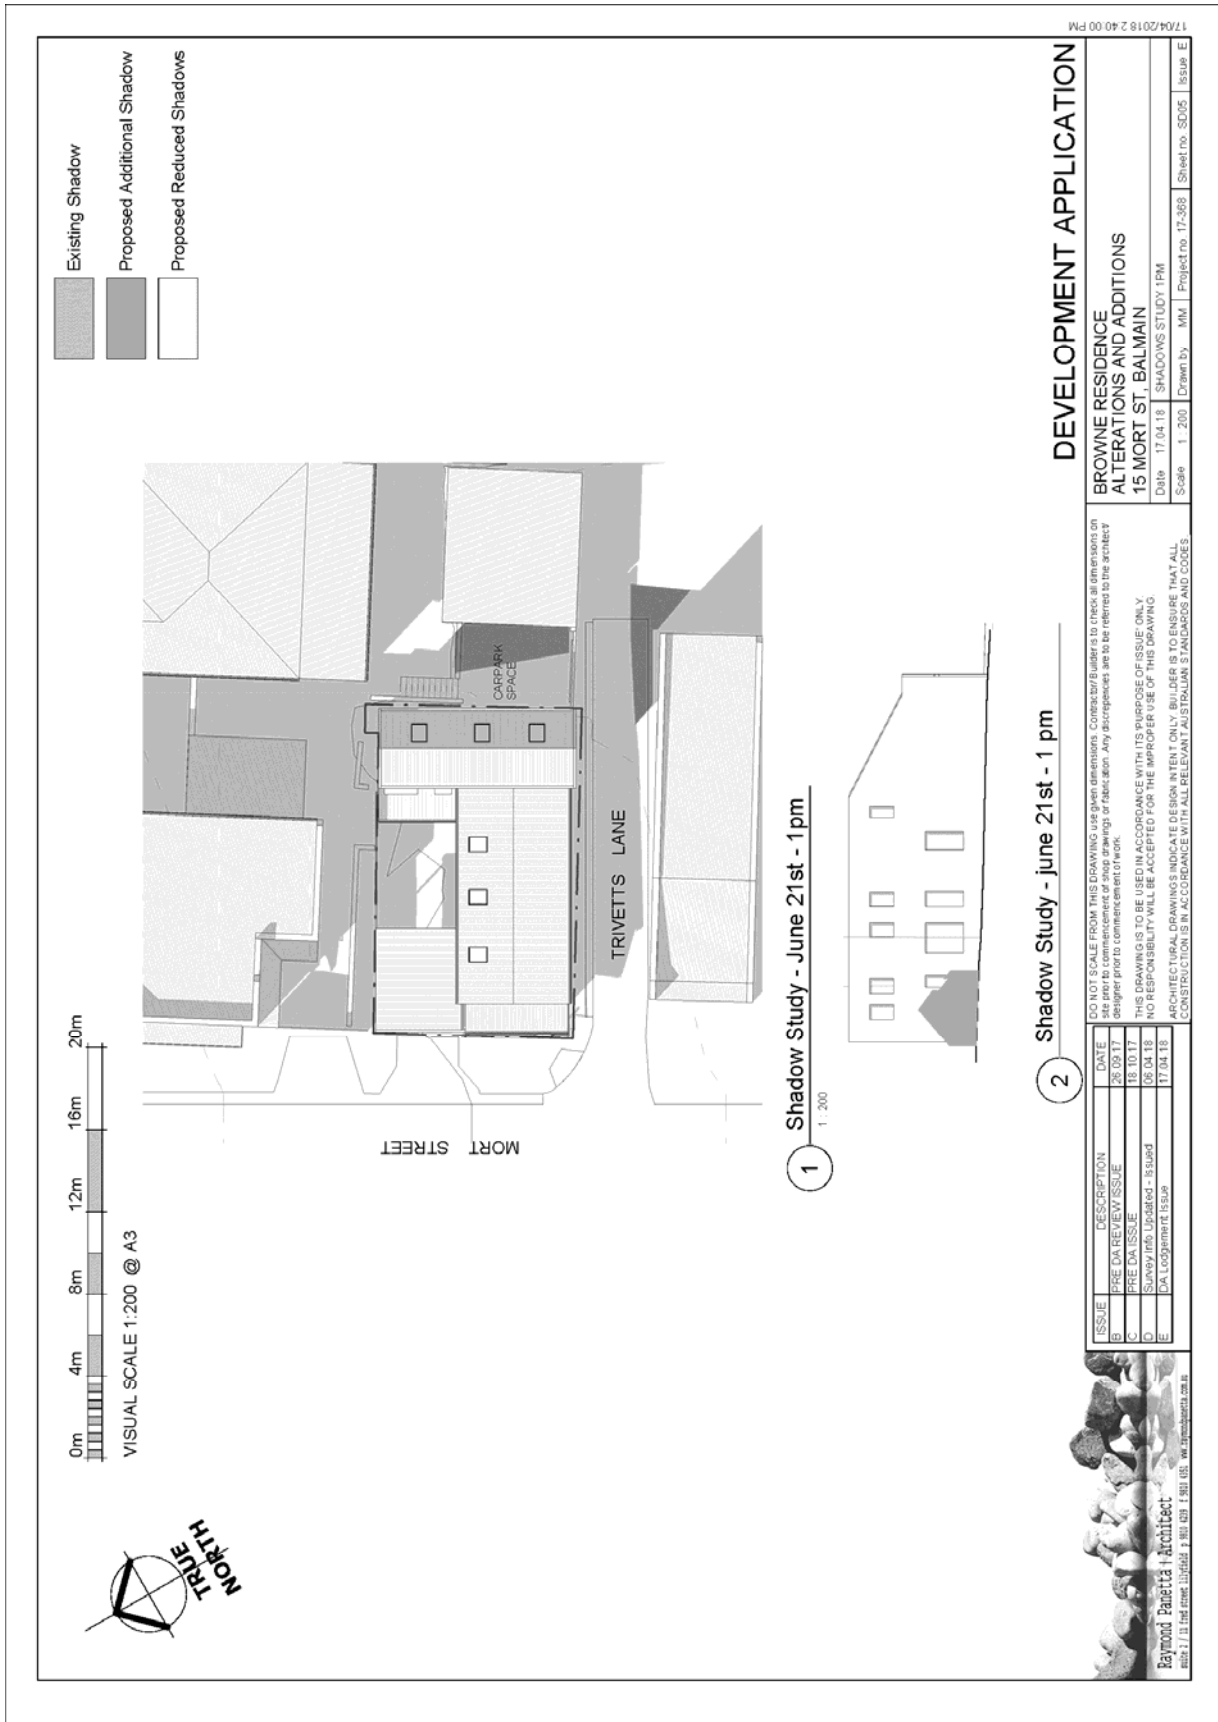 17/04/2018 2:40:00 PM
TRUE
NORTH
0m 4m 8m 12m 16m 20m
VISUAL SCALE 1:200 @ A3
Existing Shadow
Proposed Additional Shadow
Proposed Reduced Shadows
MORT STREET
CARPARK
SPACE
TRIVETTS LANE
1
Shadow Study - June 21st - 1pm
1 : 200
2
Shadow Study - june 21st - 1 pm
DEVELOPMENT APPLICATION
Raymond Panetta Architect
suite 2 / 11 fred street lilyfield
ISSUE DESCRIPTION DATE
B PRE DA REVIEW ISSUE 26.09.17
C PRE DA ISSUE 18.10.17
D Survey Info Updated - Issued 06.04.18
E DA Lodgement Issue 17.04.18
DO NOT SCALE FROM THIS DRAWING use given dimensions. Contractor/Builder is to check all dimensions on
site prior to commencement of shop drawings or fabrication. Any discrepencies are to be referred to the architect/
designer prior to commencement of work.
THIS DRAWING IS TO BE USED IN ACCORDANCE WITH ITS 'PURPOSE OF ISSUE' ONLY.
NO RESPONSIBILITY WILL BE ACCEPTED FOR THE IMPROPER USE OF THIS DRAWING.
ARCHITECTURAL DRAWINGS INDICATE DESIGN INTENT ONLY. BUILDER IS TO ENSURE THAT ALL
CONSTRUCTION IS IN ACCORDANCE WITH ALL RELEVANT AUSTRALIAN STANDARDS AND CODES
BROWNE RESIDENCE
ALTERATIONS AND ADDITIONS
15 MORT ST, BALMAIN
Date 17.04.18 SHADOWS STUDY 1PM
Scale 1 : 200 Drawn by MM Project no. 17-368 Sheet no. SD05 Issue E